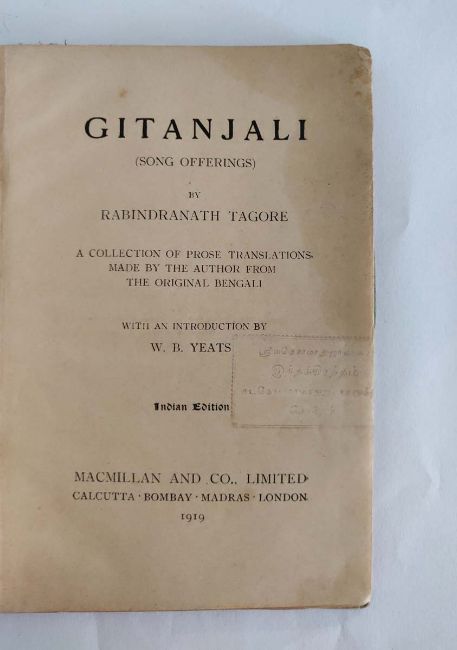 GITANJALI
(SONG OFFERINGS)
BY
RABINDRANATH TAGORE
A COLLECTION OF PROSE TRANSLATIONS
MADE BY THE AUTHOR FROM
THE ORIGINAL BENGALI
WITH AN INTRODUCTION BY
W. B. YEATS
Indian Edition
MACMILLAN AND CO., LIMITED
CALCUTTA · BOMBAY · MADRAS · LONDON
1919